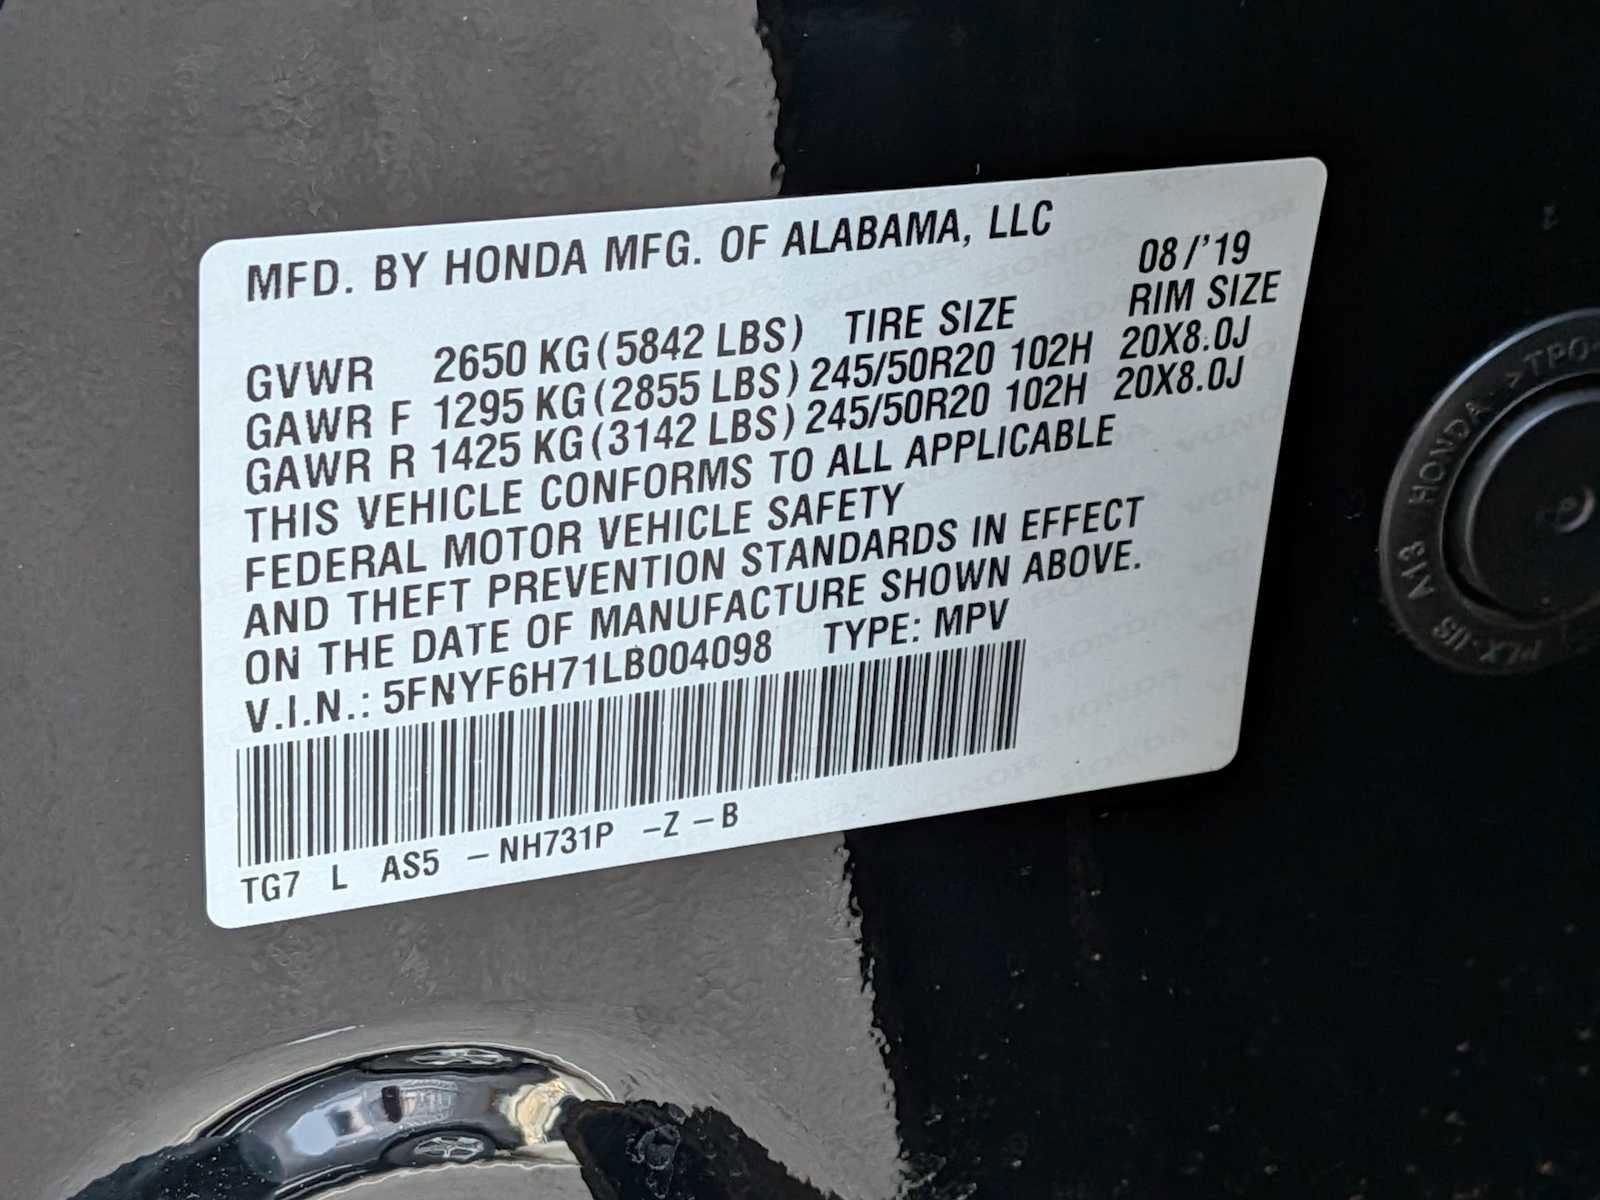 MFD. BY HONDA MFG. OF ALABAMA, LLC
08/'19
TIRE SIZE RIM SIZE
GVWR 2650 KG(5842 LBS)
GAWR F 1295 KG(2855 LBS) 245/50R20 102H 20X8.0J
GAWR R 1425 KG(3142 LBS) 245/50R20 102H 20X8.0J
THIS VEHICLE CONFORMS TO ALL APPLICABLE
FEDERAL MOTOR VEHICLE SAFETY
AND THEFT PREVENTION STANDARDS IN EFFECT
ON THE DATE OF MANUFACTURE SHOWN ABOVE.
V.I.N.: 5FNYF6H71LB004098 TYPE: MPV
TG7 L AS5 -NH731P -Z-B
A13 HONDA >TPO-